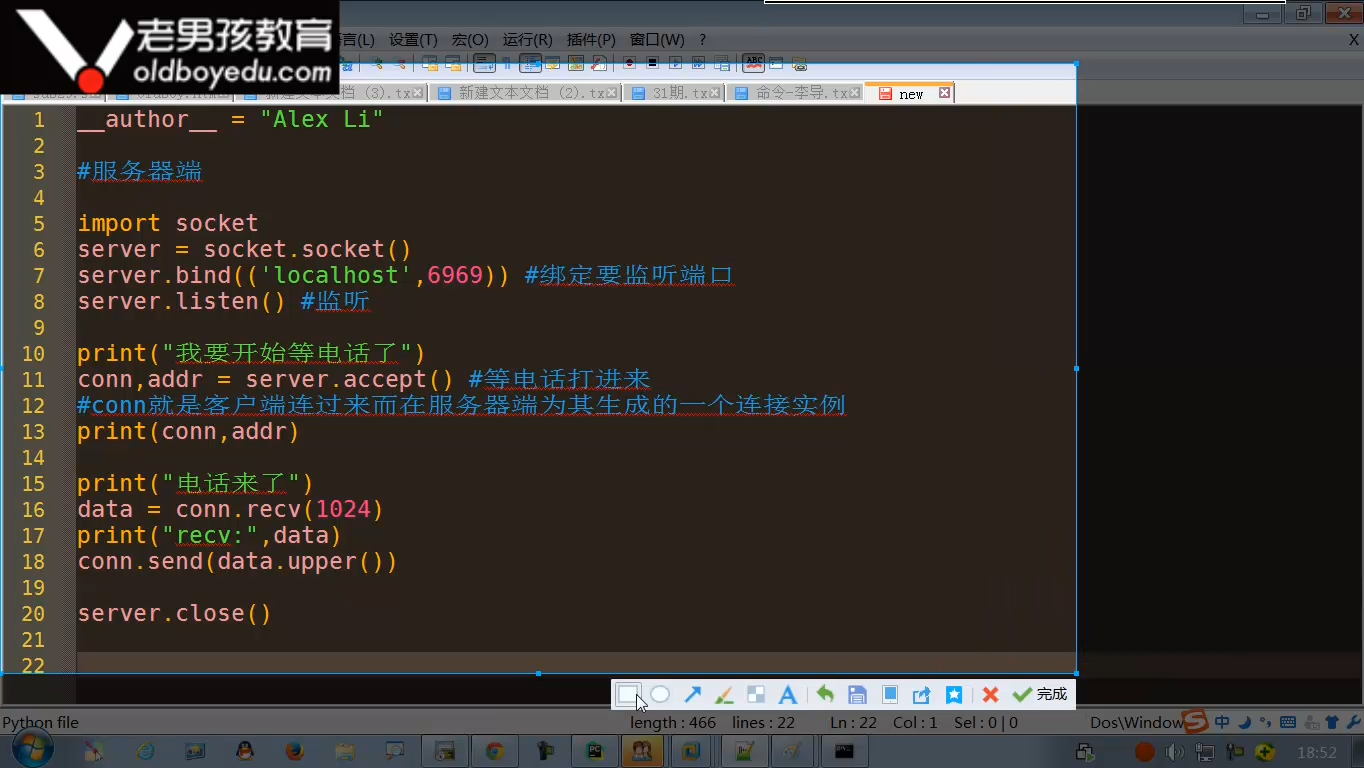 老男孩教育
oldboyedu.com
言(L) 设置(T) 宏(O) 运行(R) 插件(P) 窗口(W) ? X
新建文本文档 (3).tx 新建文本文档 (2).tx 31期.tx 命令-李导.tx new
1 __author__ = "Alex Li"
2
3 #服务器端
4
5 import socket
6 server = socket.socket()
7 server.bind(('localhost',6969)) #绑定要监听端口
8 server.listen() #监听
9
10 print("我要开始等电话了")
11 conn,addr = server.accept() #等电话打进来
12 #conn就是客户端连过来而在服务器端为其生成的一个连接实例
13 print(conn,addr)
14
15 print("电话来了")
16 data = conn.recv(1024)
17 print("recv:",data)
18 conn.send(data.upper())
19
20 server.close()
21
22
完成
Python file length : 466 lines : 22 Ln : 22 Col : 1 Sel : 0 | 0 Dos\Window 中
18:52